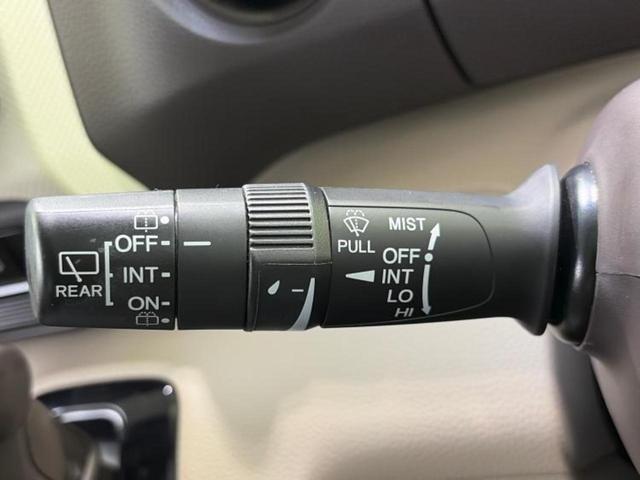 REAR
OFF
INT
ON
PULL
MIST
OFF
INT
LO
HI